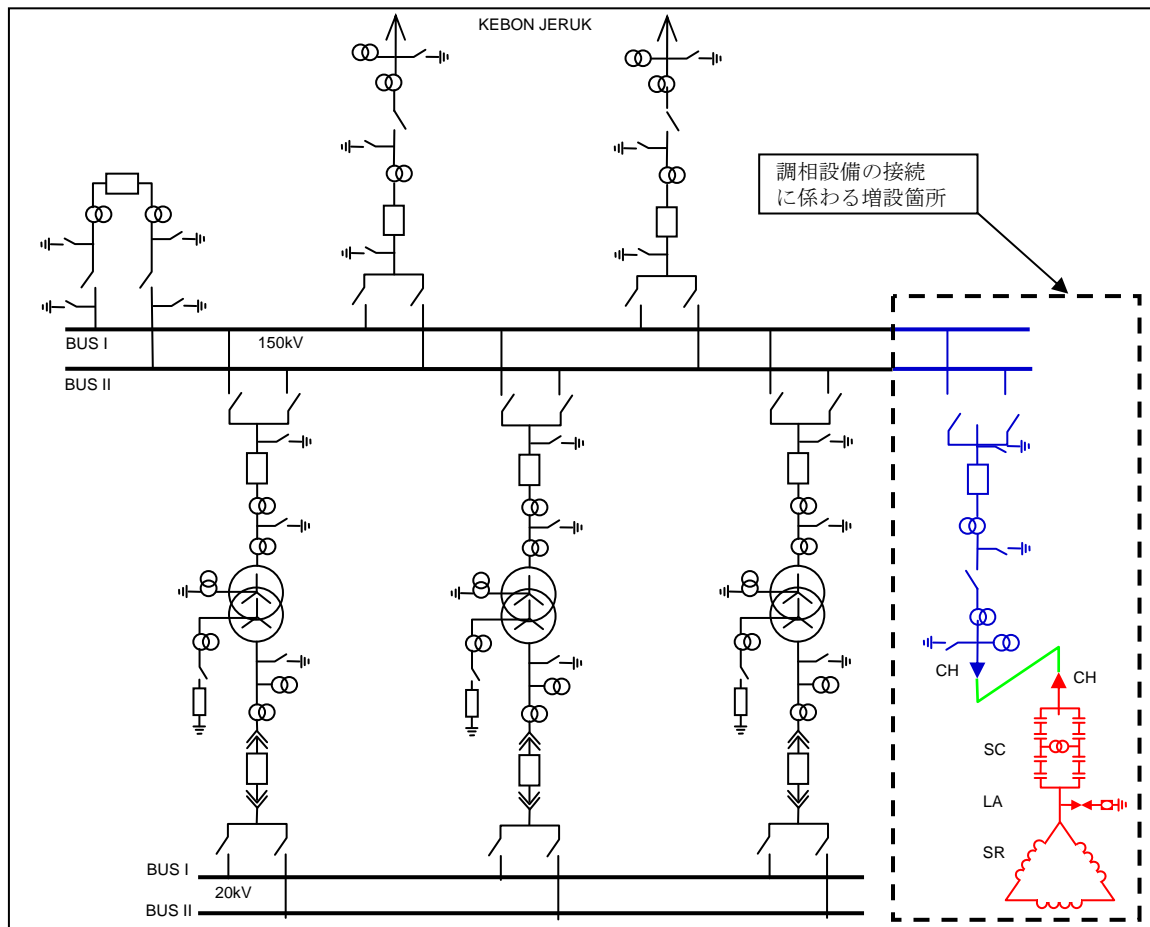 KEBON JERUK
調相設備の接続
に係わる増設箇所
BUS I
150kV
BUS II
CH
CH
SC
LA
SR
BUS I
20kV
BUS II